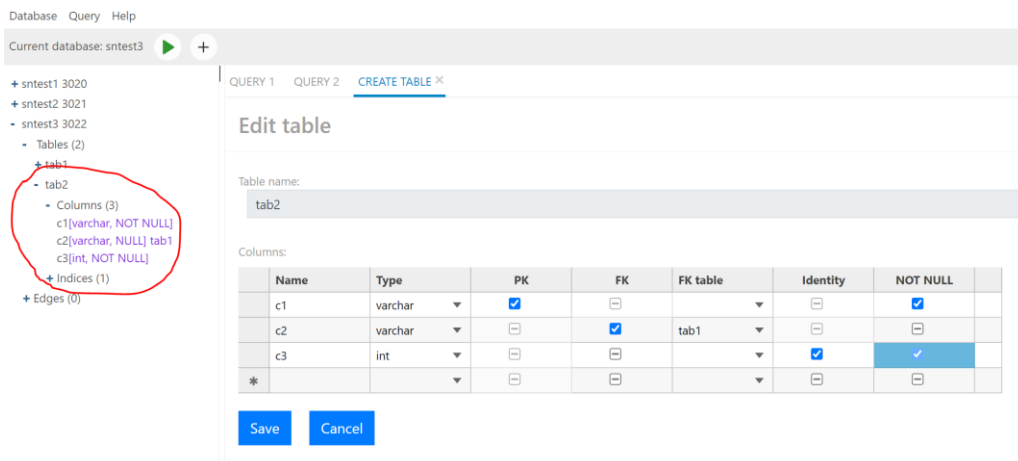 Database Query Help
Current database: sntest3
+ sntest1 3020
+ sntest2 3021
- sntest3 3022
- Tables (2)
+ tab1
- tab2
- Columns (3)
c1[varchar, NOT NULL]
c2[varchar, NULL] tab1
c3[int, NOT NULL]
+ Indices (1)
+ Edges (0)
QUERY 1 QUERY 2 CREATE TABLE ×
Edit table
Table name:
tab2
Columns:
Name Type PK FK FK table Identity NOT NULL
c1 varchar
c2 varchar tab1
c3 int
Save Cancel